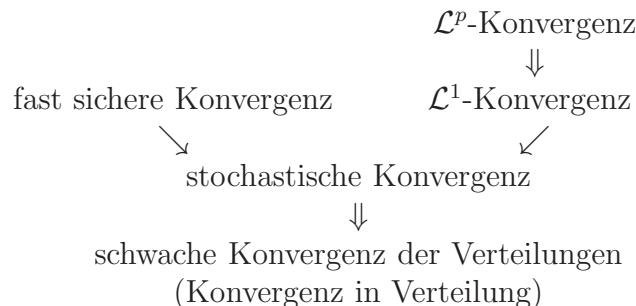 𝓛ᵖ-Konvergenz
⇓
fast sichere Konvergenz 𝓛¹-Konvergenz
↘ ↙
stochastische Konvergenz
⇓
schwache Konvergenz der Verteilungen
(Konvergenz in Verteilung)